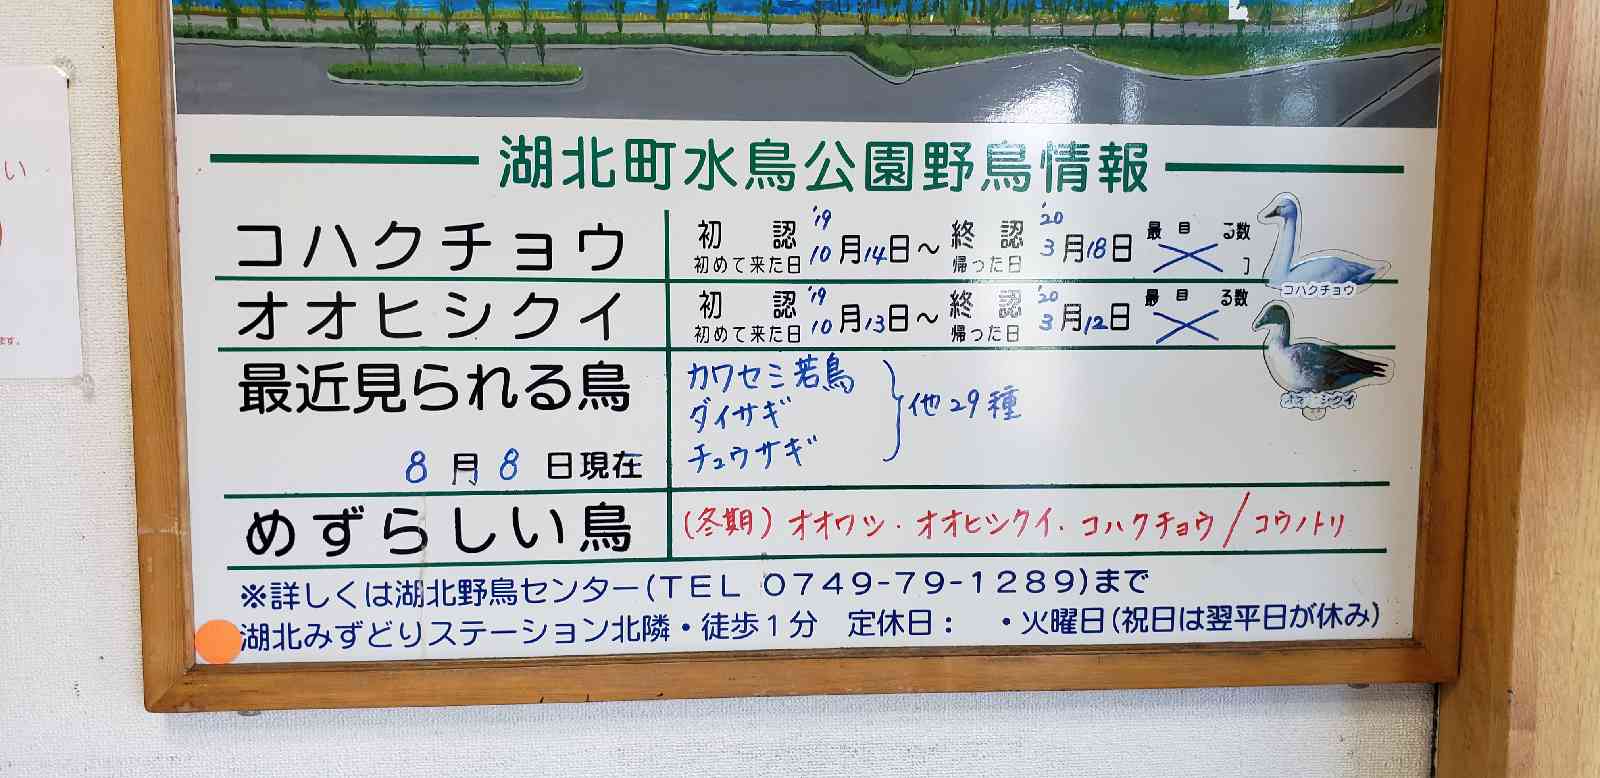 湖北町水鳥公園野鳥情報
コハクチョウ 初認 初めて来た日 '19 10月14日〜 終認 帰った日 '20 3月18日
コハクチョウ
オオヒシクイ 初認 初めて来た日 '19 10月13日〜 終認 帰った日 '20 3月12日
最近見られる鳥 8月8日現在
カワセミ若鳥
ダイサギ
チュウサギ
他29種
めずらしい鳥 (冬期) オオワシ・オオヒシクイ・コハクチョウ/コウノトリ
※詳しくは湖北野鳥センター(TEL 0749-79-1289)まで
湖北みずどりステーション北隣・徒歩1分 定休日: ・火曜日(祝日は翌平日が休み)
い
ます。